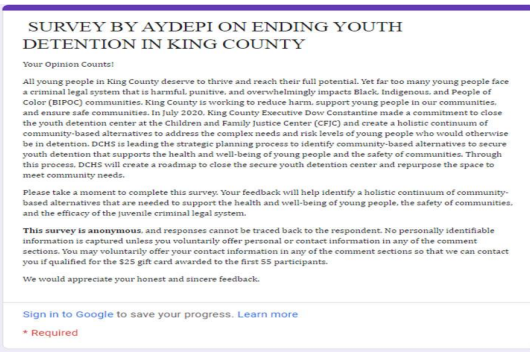 SURVEY BY AYDEPI ON ENDING YOUTH
DETENTION IN KING COUNTY
Your Opinion Counts!
All young people in King County deserve to thrive and reach their full potential. Yet far too many young people face
a criminal legal system that is harmful, punitive, and overwhelmingly impacts Black, Indigenous, and People of
Color (BIPOC) communities. King County is working to reduce harm, support young people in our communities,
and ensure safe communities. In July 2020, King County Executive Dow Constantine made a commitment to close
the youth detention center at the Children and Family Justice Center (CFJC) and create a holistic continuum of
community-based alternatives to address the complex needs and risk levels of young people who would otherwise
be in detention. DCHS is leading the strategic planning process to identify community-based alternatives to secure
youth detention that supports the health and well-being of young people and the safety of communities. Through
this process, DCHS will create a roadmap to close the secure youth detention center and repurpose the space to
meet community needs.
Please take a moment to complete this survey. Your feedback will help identify a holistic continuum of community-
based alternatives that are needed to support the health and well-being of young people, the safety of communities,
and the efficacy of the juvenile criminal legal system.
This survey is anonymous, and responses cannot be traced back to the respondent. No personally identifiable
information is captured unless you voluntarily offer personal or contact information in any of the comment
sections. You may voluntarily offer your contact information in any of the comment sections so that we can contact
you if qualified for the $25 gift card awarded to the first 55 participants.
We would appreciate your honest and sincere feedback.
Sign in to Google to save your progress. Learn more
* Required